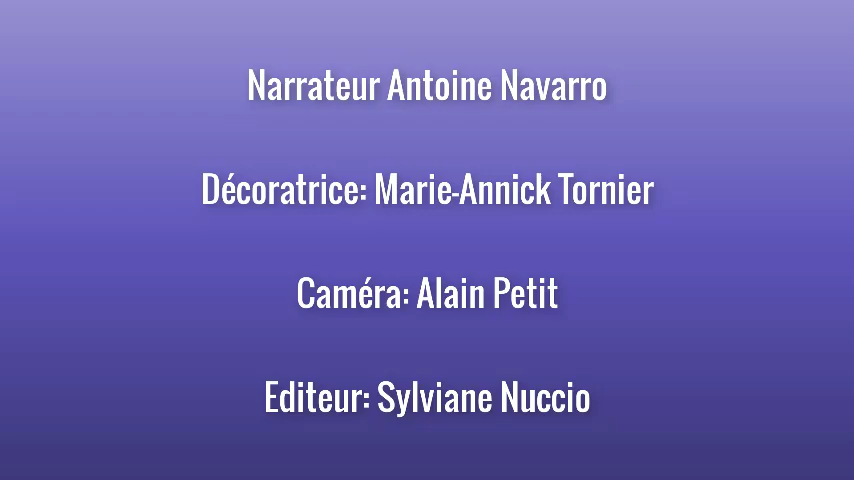 Narrateur Antoine Navarro
Décoratrice: Marie-Annick Tornier
Caméra: Alain Petit
Editeur: Sylviane Nuccio